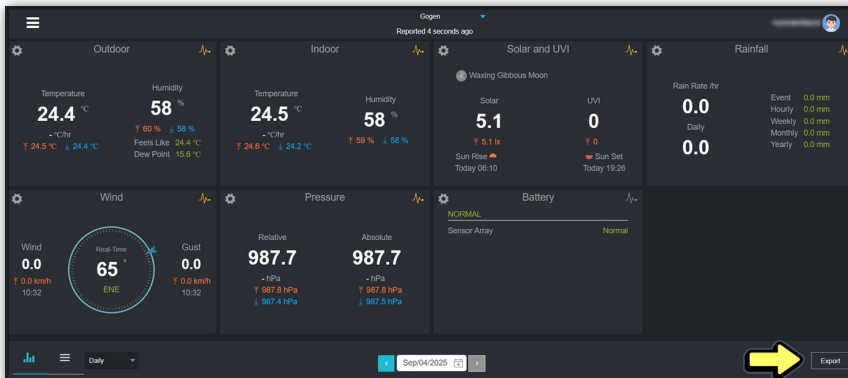 Gogen
Reported 4 seconds ago
Outdoor
Temperature
24.4 °C
- °C/hr
24.5 °C 24.4 °C
Humidity
58 %
60 % 58 %
Feels Like 24.4 °C
Dew Point 15.6 °C
Indoor
Temperature
24.5 °C
- °C/hr
24.6 °C 24.2 °C
Humidity
58 %
59 % 58 %
Solar and UVI
Waxing Gibbous Moon
Solar
5.1
5.1 lx
UVI
0
0
Sun Rise
Today 06:10
Sun Set
Today 19:26
Rainfall
Rain Rate /hr
0.0
Daily
0.0
Event 0.0 mm
Hourly 0.0 mm
Weekly 0.0 mm
Monthly 0.0 mm
Yearly 0.0 mm
Wind
Wind
0.0
0.0 km/h
10:32
Real-Time
65 °
ENE
Gust
0.0
0.0 km/h
10:32
Pressure
Relative
987.7
- hPa
987.8 hPa
987.4 hPa
Absolute
987.7
- hPa
987.8 hPa
987.5 hPa
Battery
NORMAL
Sensor Array Normal
Daily
Sep/04/2025
Export